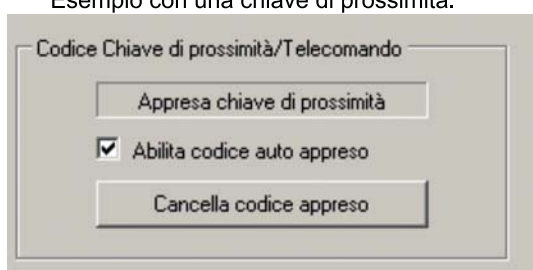 Esempio con una chiave di prossimità.
Codice Chiave di prossimità/Telecomando
Appresa chiave di prossimità
Abilita codice auto appreso
Cancella codice appreso